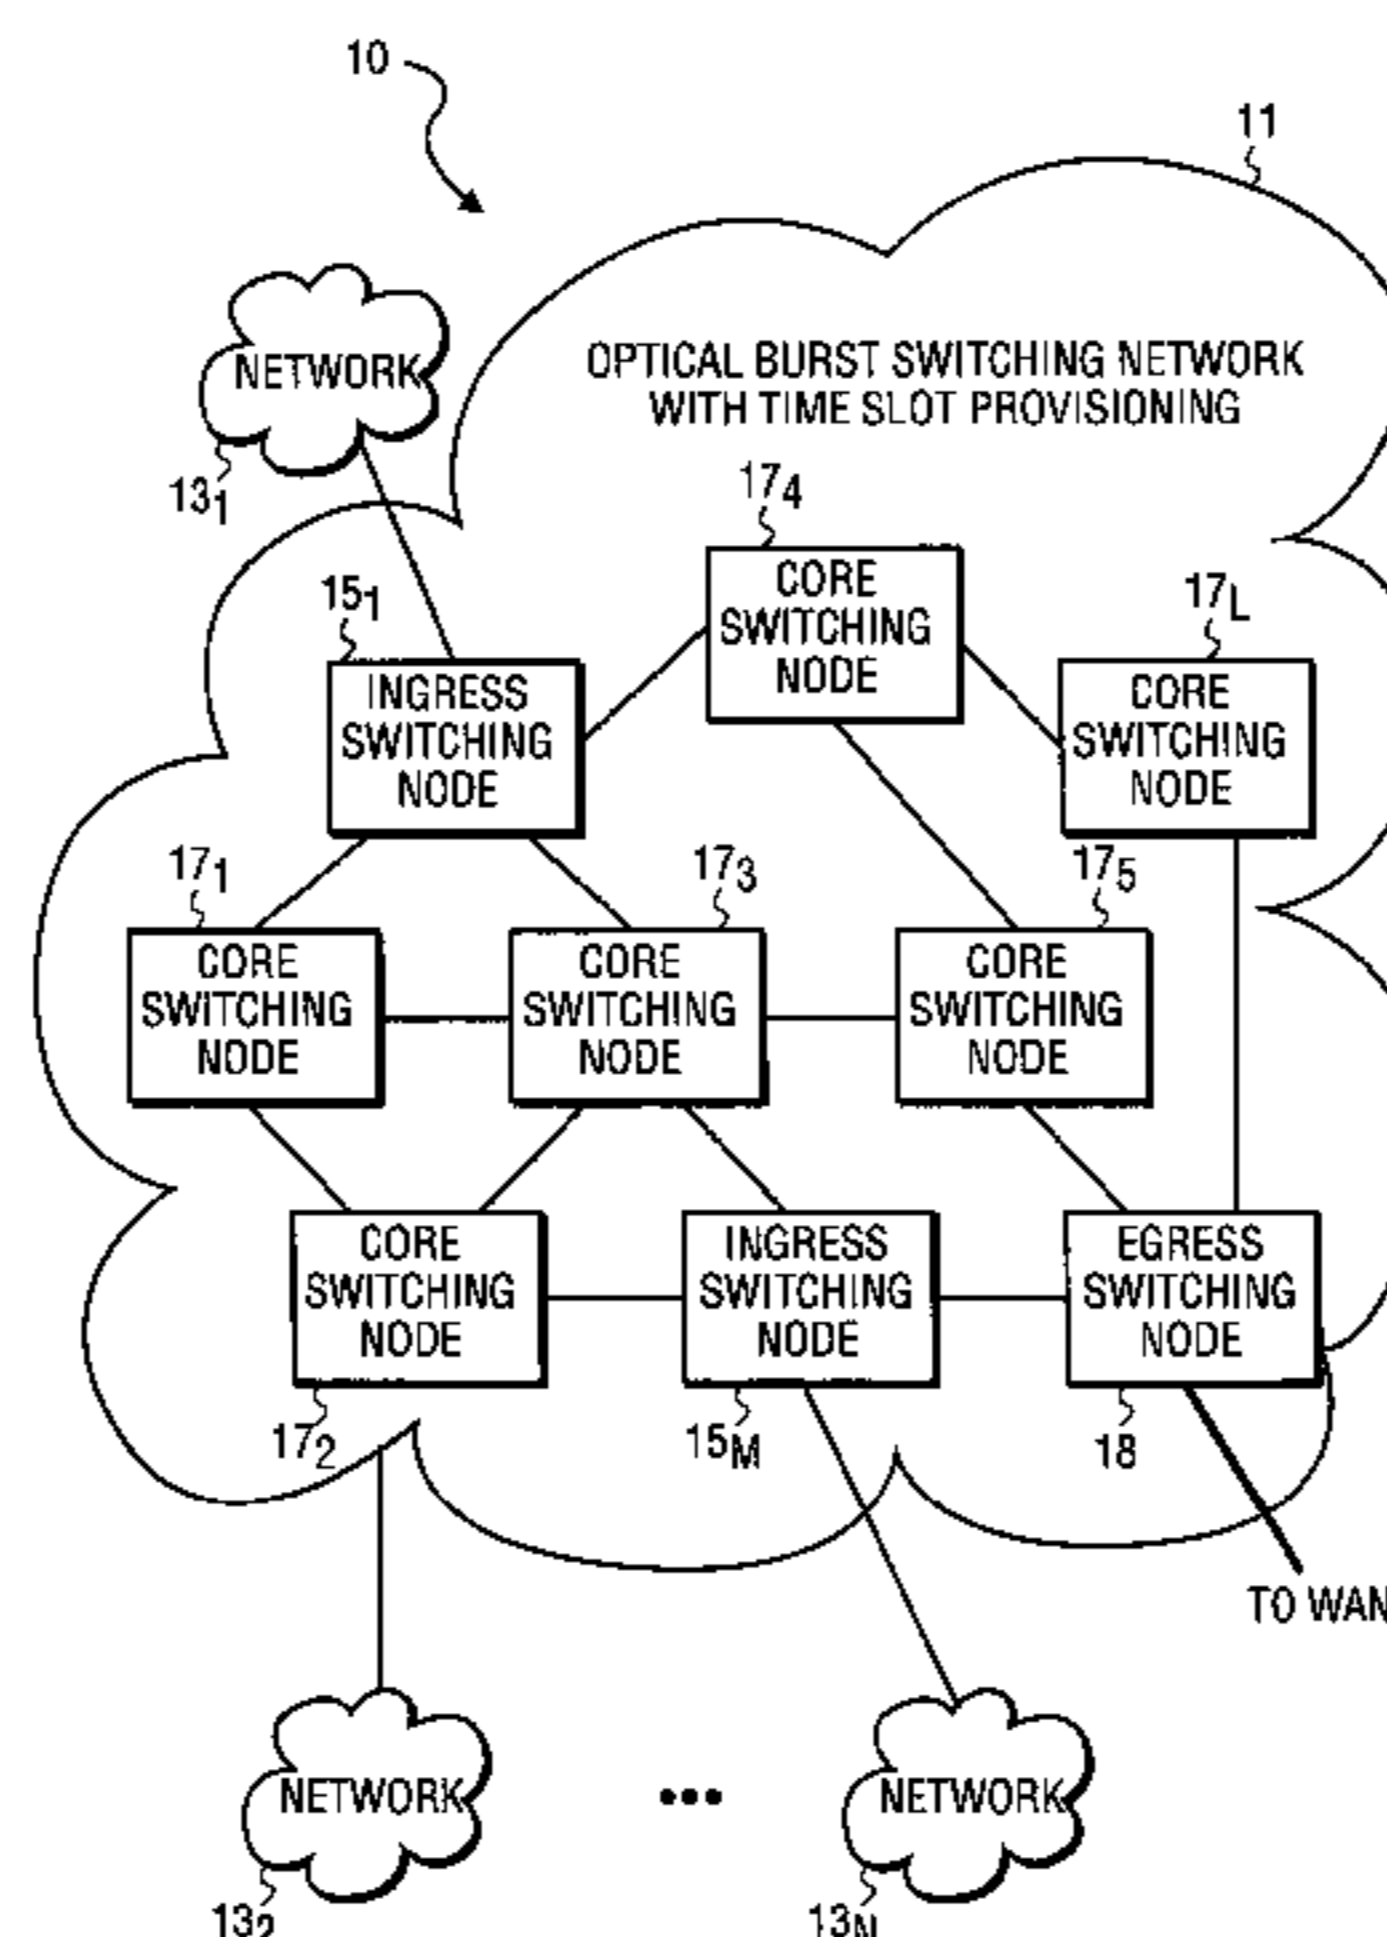 10
11
NETWORK
OPTICAL BURST SWITCHING NETWORK
WITH TIME SLOT PROVISIONING
13₁
17₄
CORE
SWITCHING
NODE
15₁
INGRESS
SWITCHING
NODE
17L
CORE
SWITCHING
NODE
17₁
CORE
SWITCHING
NODE
17₃
CORE
SWITCHING
NODE
17₅
CORE
SWITCHING
NODE
CORE
SWITCHING
NODE
17₂
INGRESS
SWITCHING
NODE
15M
EGRESS
SWITCHING
NODE
18
TO WAN
NETWORK
13₂
•••
NETWORK
13N